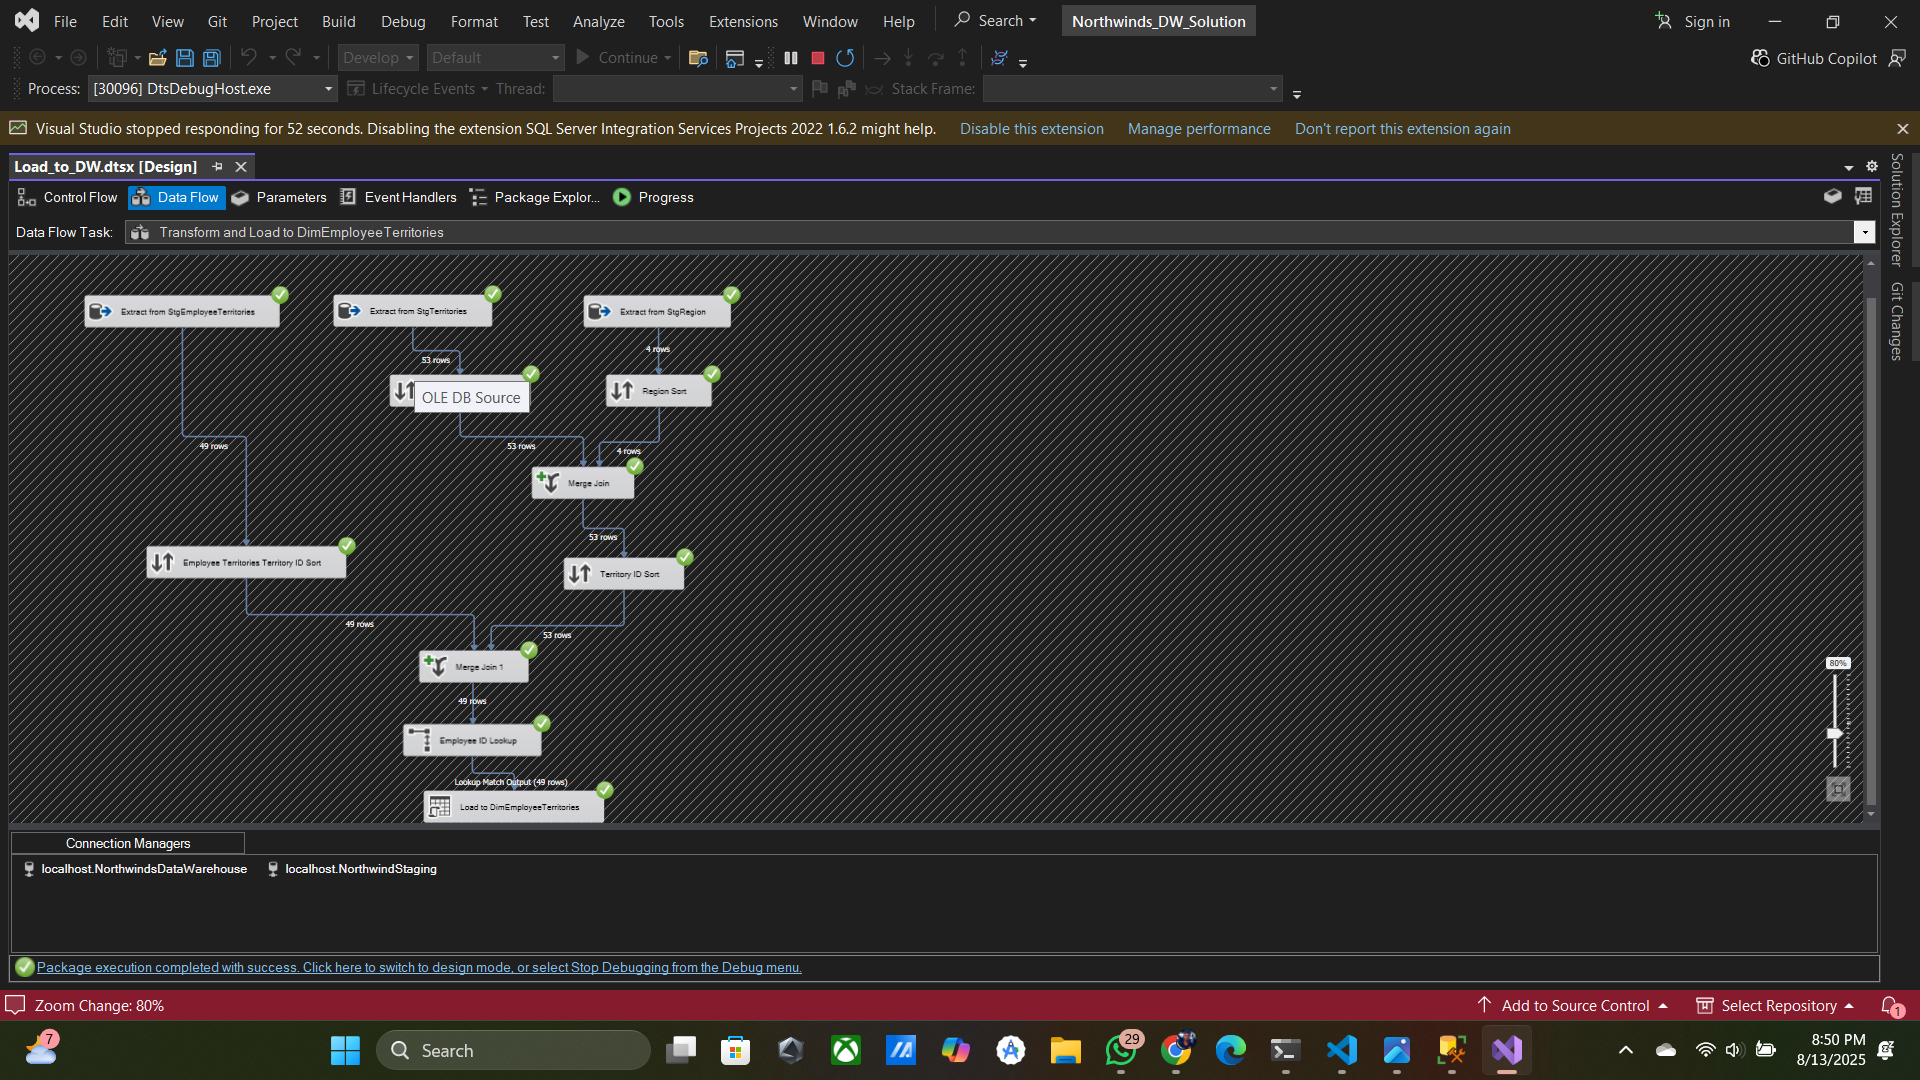 File Edit View Git Project Build Debug Format Test Analyze Tools Extensions Window Help Search Northwinds_DW_Solution Sign in
Develop Default Continue GitHub Copilot
Process: [30096] DtsDebugHost.exe Lifecycle Events Thread: Stack Frame:
Visual Studio stopped responding for 52 seconds. Disabling the extension SQL Server Integration Services Projects 2022 1.6.2 might help. Disable this extension Manage performance Don't report this extension again
Load_to_DW.dtsx [Design]
Control Flow Data Flow Parameters Event Handlers Package Explor... Progress
Data Flow Task: Transform and Load to DimEmployeeTerritories
Solution Explorer
Git Changes
Extract from StgEmployeeTerritories Extract from StgTerritories Extract from StgRegion
4 rows
53 rows
Region Sort
OLE DB Source
49 rows 53 rows
4 rows
Merge Join
53 rows
Employee Territories Territory ID Sort
Territory ID Sort
49 rows
53 rows
Merge Join 1
80%
49 rows
Employee ID Lookup
Lookup Match Output (49 rows)
Load to DimEmployeeTerritories
Connection Managers
localhost.NorthwindsDataWarehouse localhost.NorthwindStaging
Package execution completed with success. Click here to switch to design mode, or select Stop Debugging from the Debug menu.
Zoom Change: 80% Add to Source Control Select Repository 1
7 Search 29 8:50 PM
8/13/2025